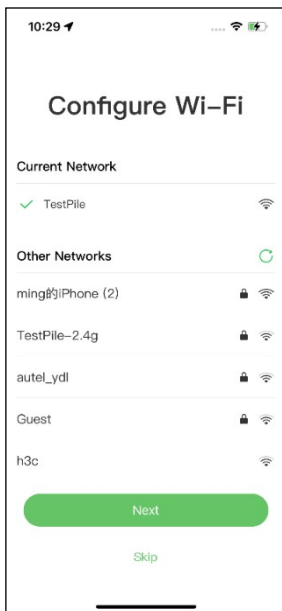 10:29
Configure Wi-Fi
Current Network
TestPile
Other Networks
ming的iPhone (2)
TestPile-2.4g
autel_ydl
Guest
h3c
Next
Skip